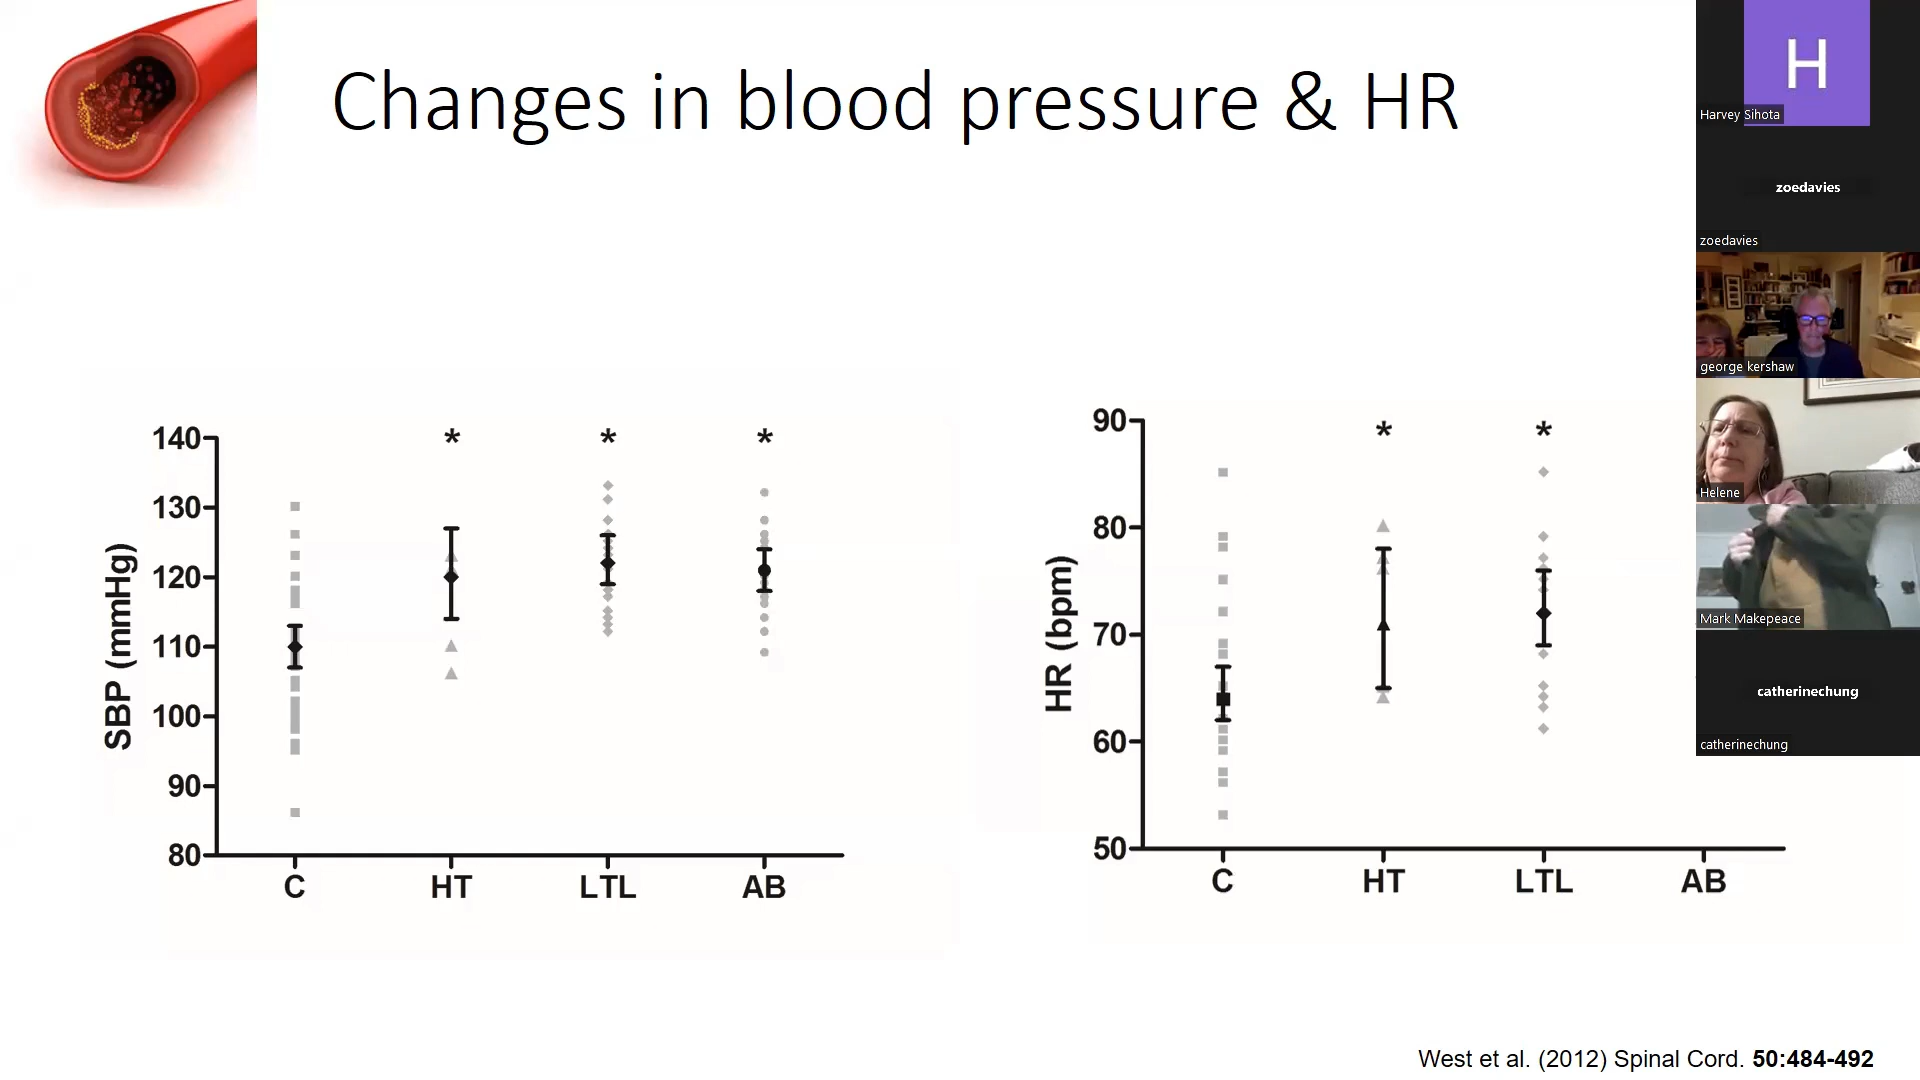 Changes in blood pressure & HR
140
130
120
110
100
90
80
SBP (mmHg)
* * *
C HT LTL AB
90
80
70
60
50
HR (bpm)
* *
C HT LTL AB
West et al. (2012) Spinal Cord. 50:484-492
H
Harvey Sihota
zoedavies
zoedavies
george kershaw
Helene
Mark Makepeace
catherinechung
catherinechung